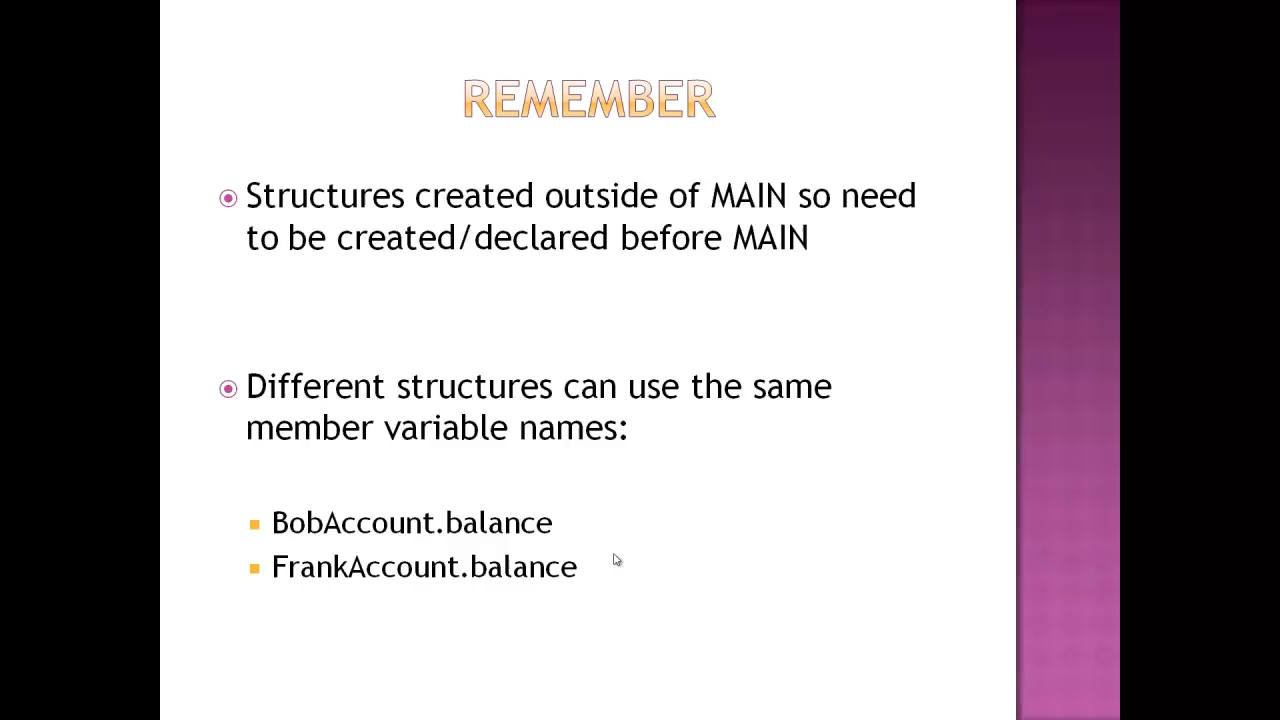 REMEMBER
Structures created outside of MAIN so need
to be created/declared before MAIN
Different structures can use the same
member variable names:
BobAccount.balance
FrankAccount.balance